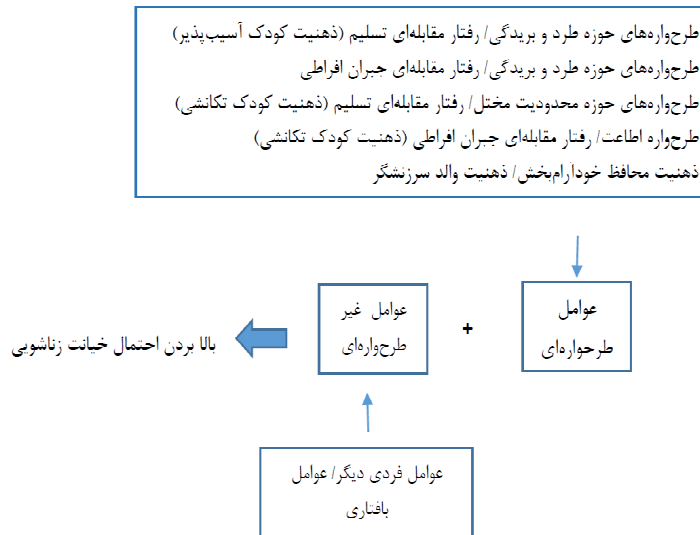 طرح‌واره‌های حوزه طرد و بریدگی/ رفتار مقابله‌ای تسلیم (ذهنیت کودک آسیب‌پذیر)
طرح‌واره‌های حوزه طرد و بریدگی/ رفتار مقابله‌ای جبران افراطی
طرح‌واره‌های حوزه محدودیت مختل/ رفتار مقابله‌ای تسلیم (ذهنیت کودک تکانشی)
طرح‌واره اطاعت/ رفتار مقابله‌ای جبران افراطی (ذهنیت کودک تکانشی)
ذهنیت محافظ خودآرام‌بخش/ ذهنیت والد سرزنشگر
عوامل
طرحواره‌ای
+
عوامل غیر
طرح‌واره‌ای
بالا بردن احتمال خیانت زناشویی
عوامل فردی دیگر/ عوامل
بافتاری